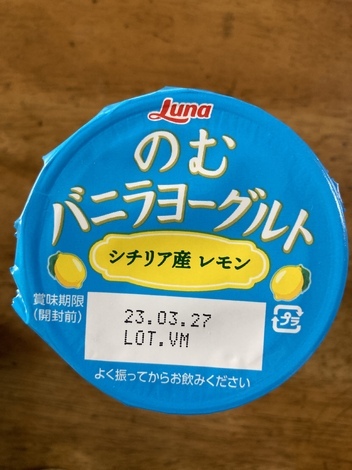 Luna
のむ
バニラヨーグルト
シチリア産 レモン
賞味期限
(開封前)
23.03.27
LOT.VM
プラ
よく振ってからお飲みください